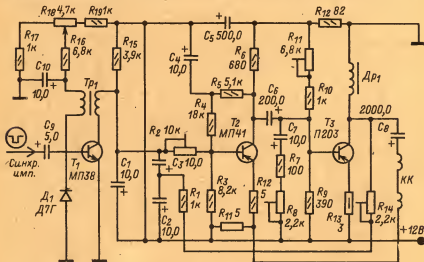 R18 4,7к R19 1к
R17 1к
R16 6,8к
R15 3,9к
C5 500,0
R6 680
R12 82
R11 6,8к
C4 10,0
R5 5,1к
C10 10,0
Тр1
R4 18к
C6 200,0
R10 1к
Др1
C9 5,0
Синхр. имп.
T1 МП38
R2 10к
C3 10,0
T2 МП41
C7 10,0
T3 П203
2000,0
C8
C1 10,0
R3 8,2к
R12 5
R7 100
КК
Д1 Д7Г
C2 10,0
R1 1к
R8 2,2к
R9 390
R13 3
R14 2,2к
R11 5
+12В